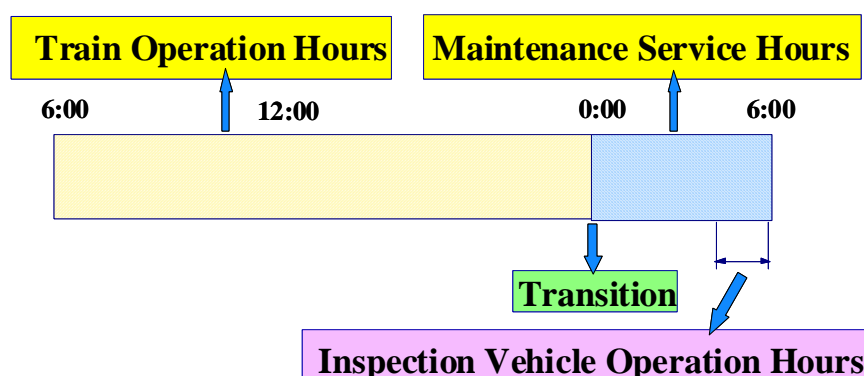 Train Operation Hours
Maintenance Service Hours
6:00
12:00
0:00
6:00
Transition
Inspection Vehicle Operation Hours